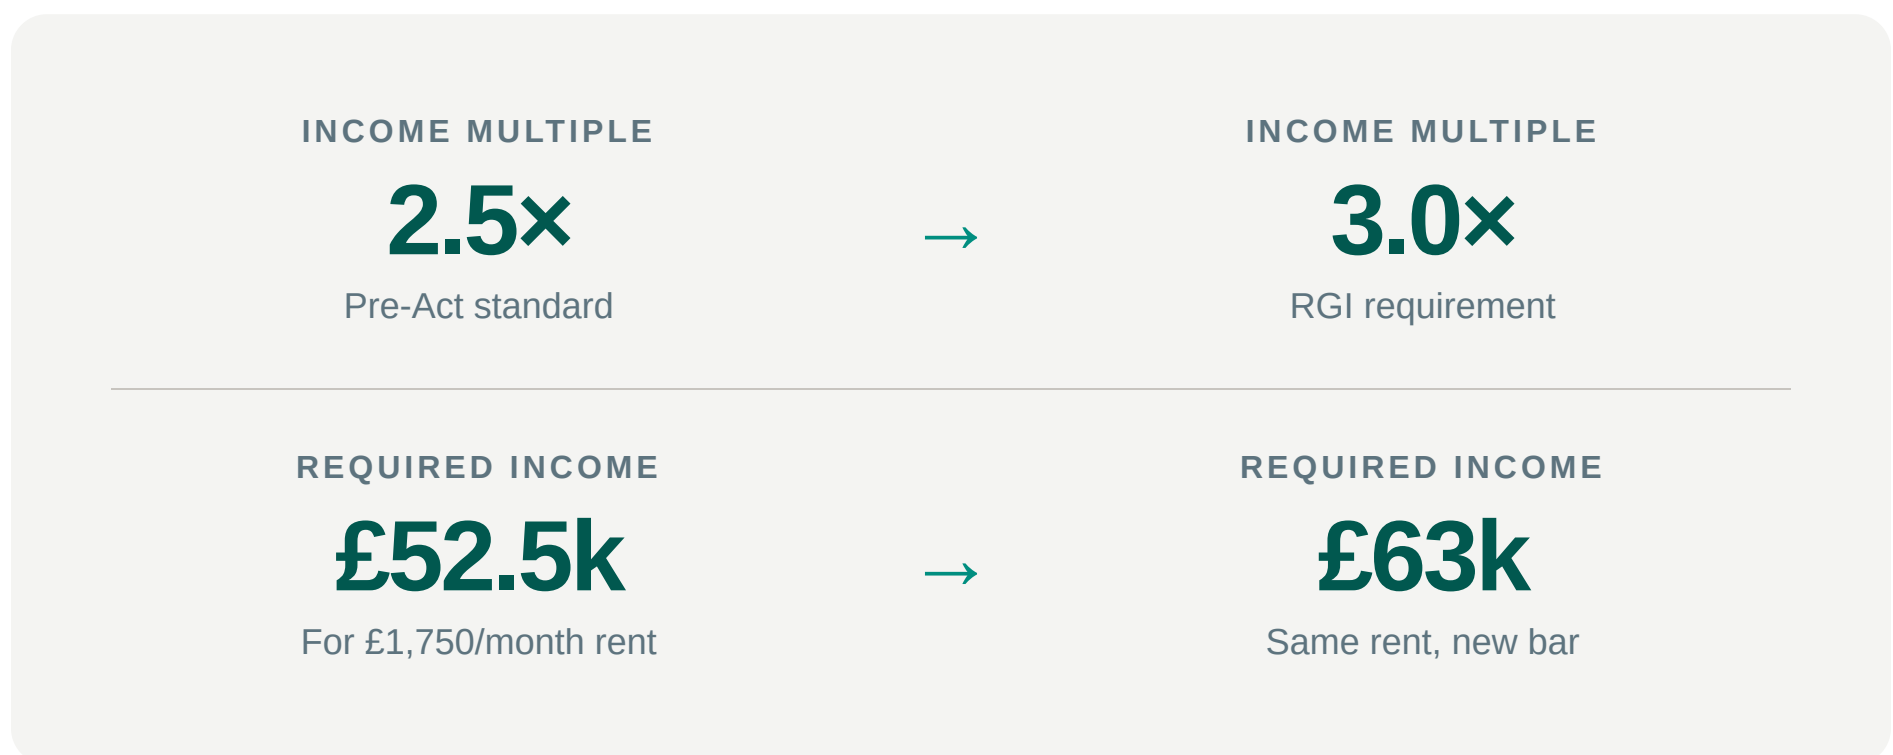 INCOME MULTIPLE
2.5×
Pre-Act standard
→
INCOME MULTIPLE
3.0×
RGI requirement
REQUIRED INCOME
£52.5k
For £1,750/month rent
→
REQUIRED INCOME
£63k
Same rent, new bar